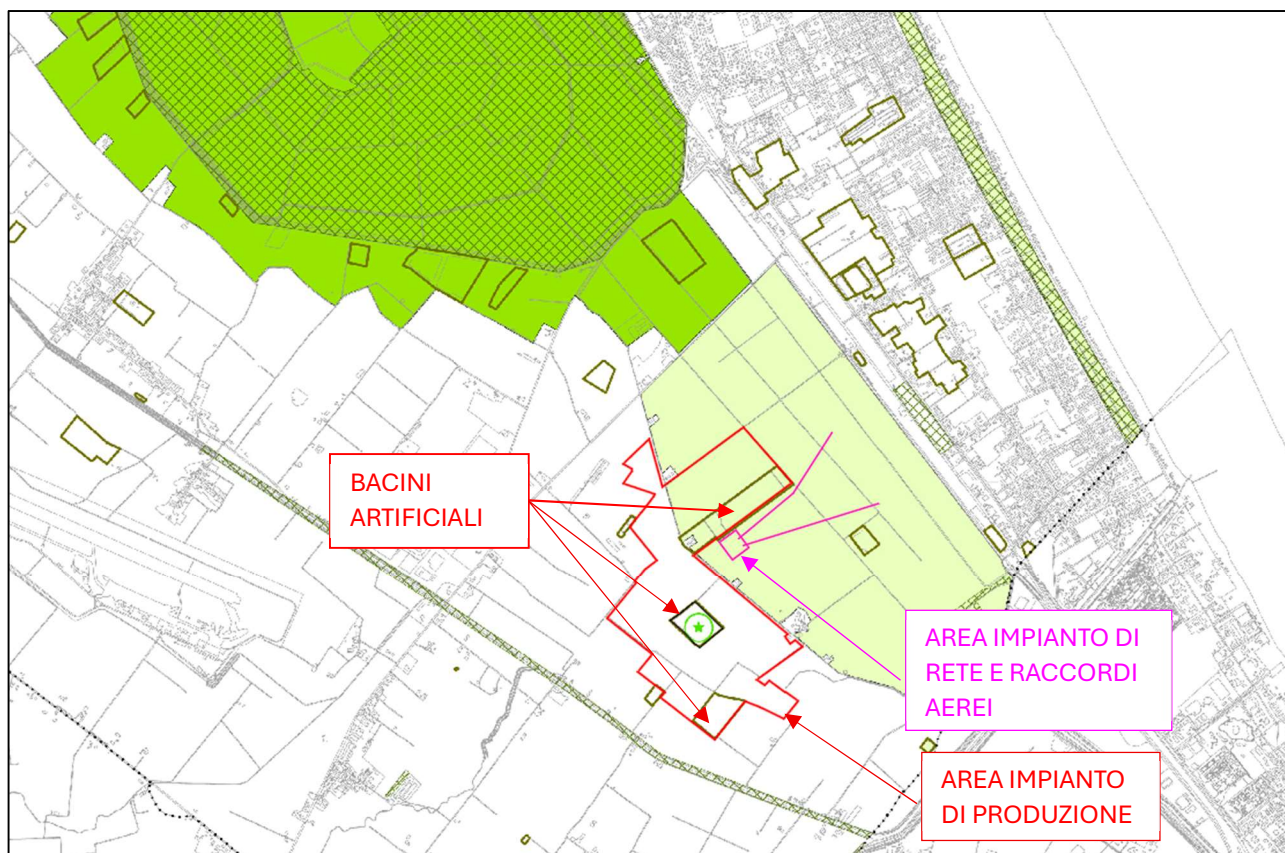 BACINI
ARTIFICIALI
AREA IMPIANTO DI
RETE E RACCORDI
AEREI
AREA IMPIANTO
DI PRODUZIONE